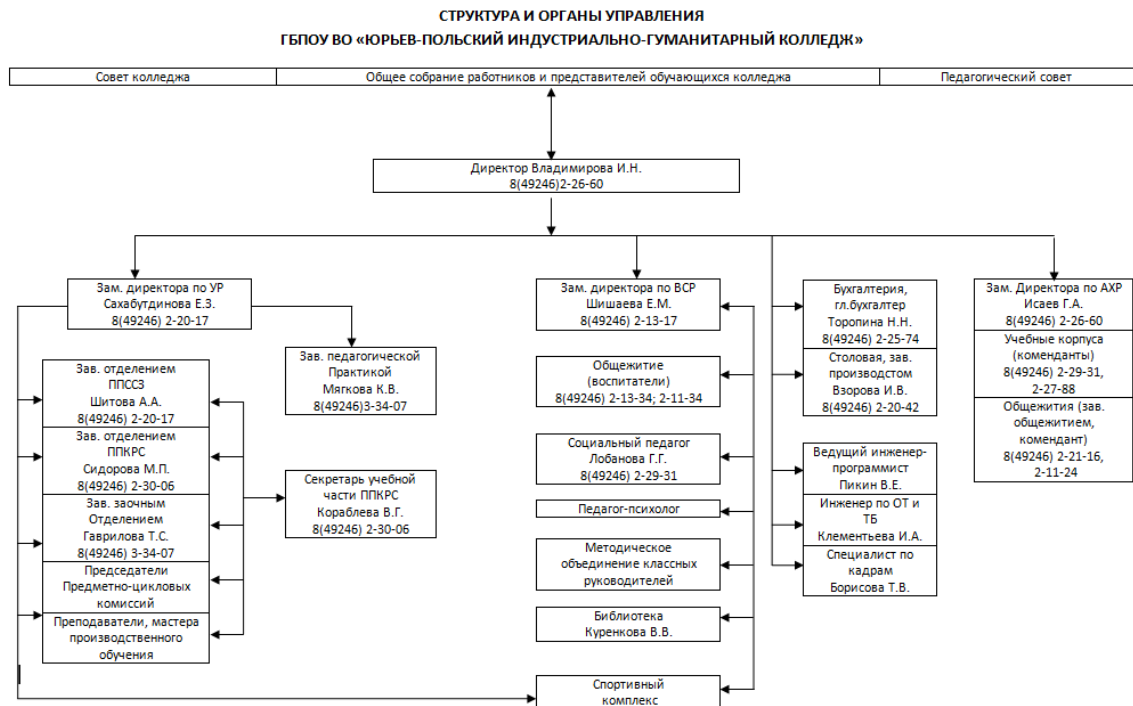 СТРУКТУРА И ОРГАНЫ УПРАВЛЕНИЯ
ГБПОУ ВО «ЮРЬЕВ-ПОЛЬСКИЙ ИНДУСТРИАЛЬНО-ГУМАНИТАРНЫЙ КОЛЛЕДЖ»
Совет колледжа
Общее собрание работников и представителей обучающихся колледжа
Педагогический совет
Директор Владимирова И.Н.
8(49246)2-26-60
Зам. директора по УР
Сахабутдинова Е.З.
8(49246) 2-20-17
Зав. педагогической
Практикой
Мягкова К.В.
8(49246)3-34-07
Зав. отделением
ППССЗ
Шитова А.А.
8(49246) 2-20-17
Зав. отделением
ППКРС
Сидорова М.П.
8(49246) 2-30-06
Зав. заочным
Отделением
Гаврилова Т.С.
8(49246) 3-34-07
Председатели
Предметно-цикловых
комиссий
Преподаватели, мастера
производственного
обучения
Секретарь учебной
части ППКРС
Кораблева В.Г.
8(49246) 2-30-06
Зам. директора по ВСР
Шишаева Е.М.
8(49246) 2-13-17
Общежитие
(воспитатели)
8(49246) 2-13-34; 2-11-34
Социальный педагог
Лобанова Г.Г.
8(49246) 2-29-31
Педагог-психолог
Методическое
объединение классных
руководителей
Библиотека
Куренкова В.В.
Спортивный
комплекс
Бухгалтерия,
гл.бухгалтер
Торопина Н.Н.
8(49246) 2-25-74
Столовая, зав.
производстом
Взорова И.В.
8(49246) 2-20-42
Ведущий инженер-
программист
Пикин В.Е.
Инженер по ОТ и
ТБ
Клементьева И.А.
Специалист по
кадрам
Борисова Т.В.
Зам. Директора по АХР
Исаев Г.А.
8(49246) 2-26-60
Учебные корпуса
(коменданты)
8(49246) 2-29-31,
2-27-88
Общежития (зав.
общежитием,
комендант)
8(49246) 2-21-16,
2-11-24